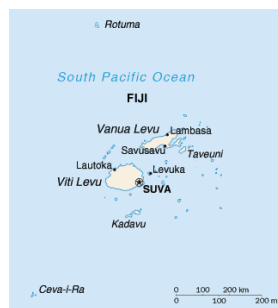 Rotuma
South Pacific Ocean
FIJI
Vanua Levu
Lambasa
Savusavu
Taveuni
Lautoka
Levuka
Viti Levu
SUVA
Kadavu
Ceva-i-Ra
0 100 200 km
0 100 200 m